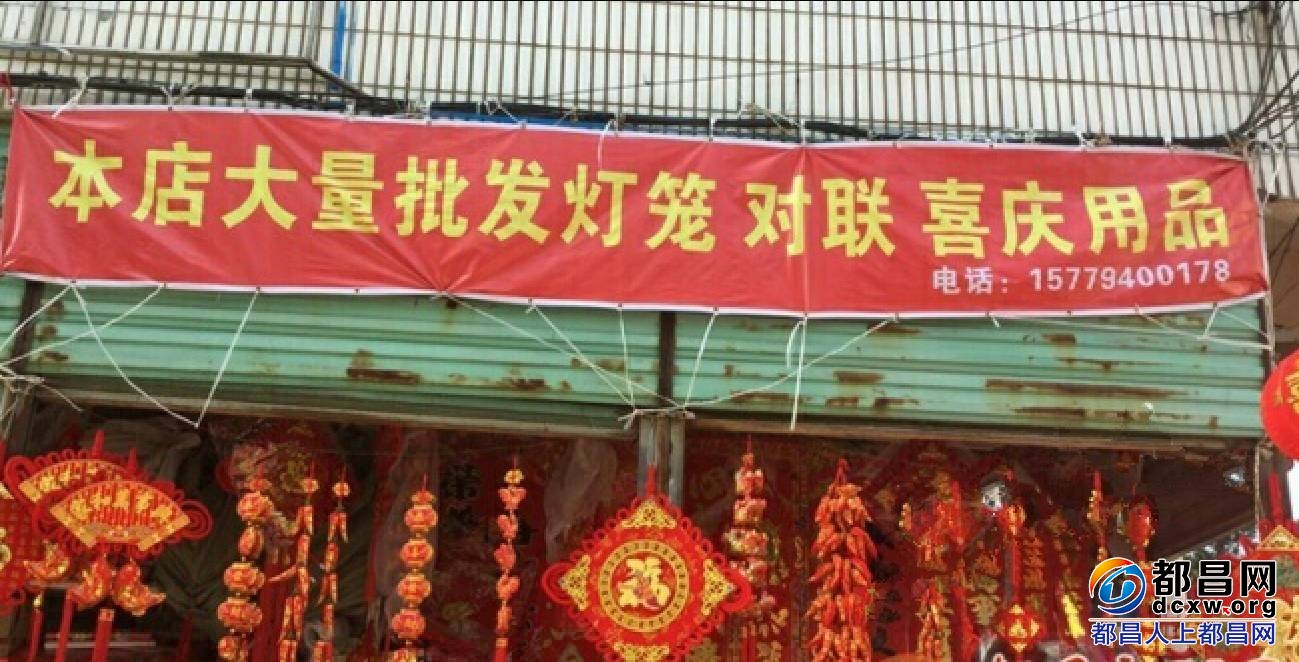 本店大量批发灯笼 对联 喜庆用品
电话：15779400178
福
都昌网
dcxw.org
都昌人上都昌网